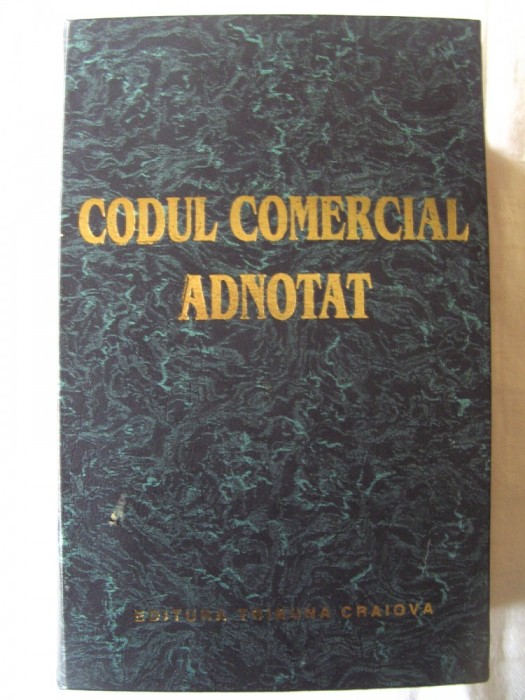 CODUL COMERCIAL
ADNOTAT
EDITURA TRIBUNA CRAIOVA